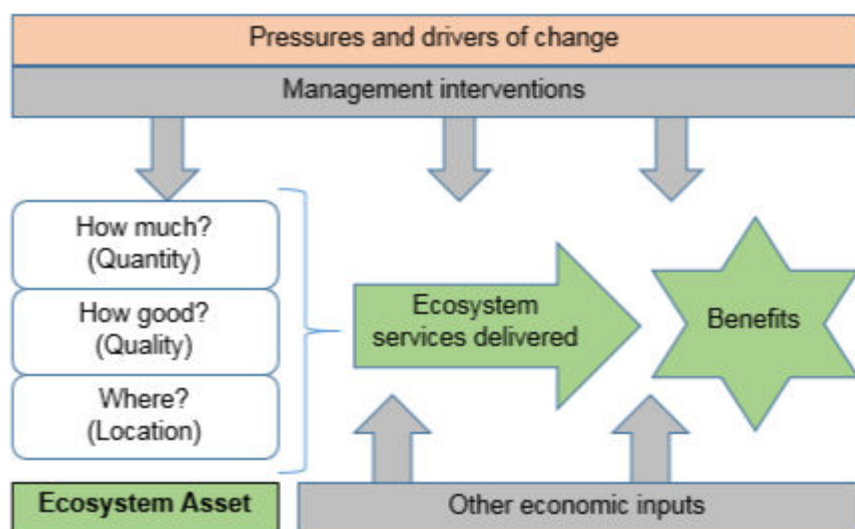 Pressures and drivers of change
Management interventions
How much?
(Quantity)
How good?
(Quality)
Where?
(Location)
Ecosystem
services delivered
Benefits
Ecosystem Asset
Other economic inputs